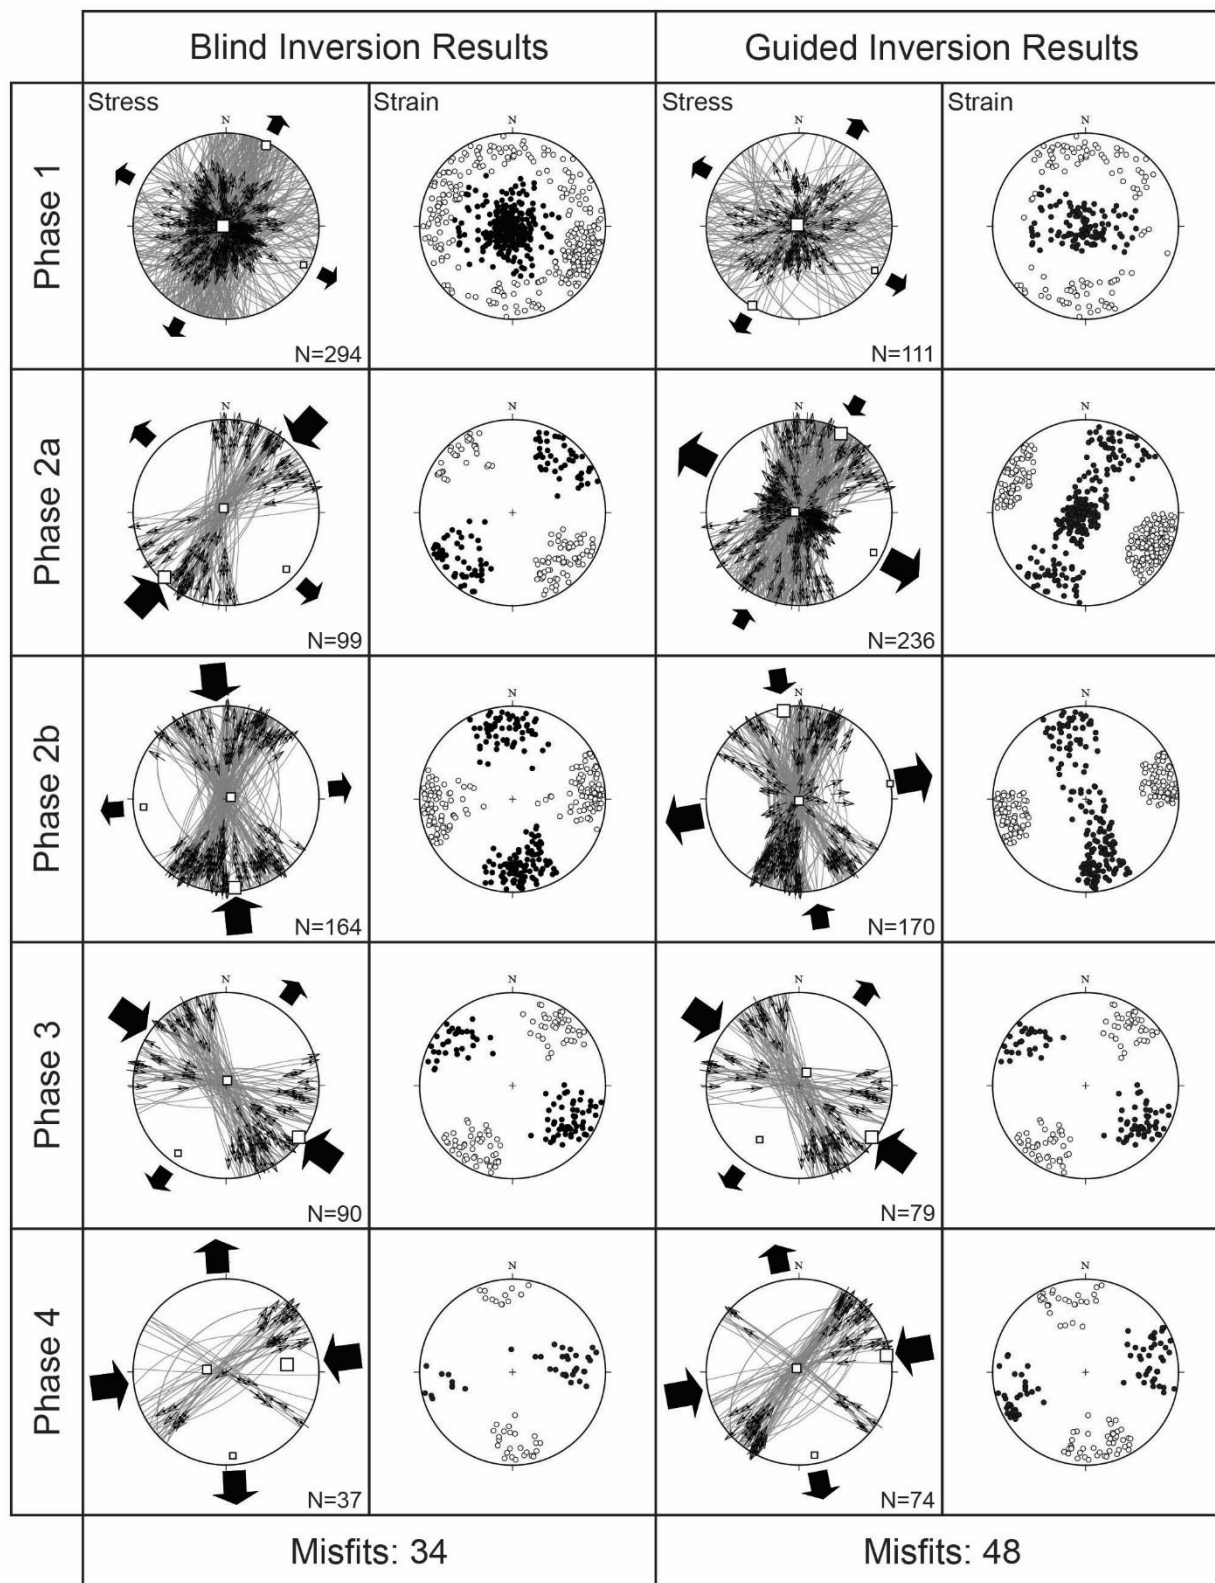 Blind Inversion Results
Guided Inversion Results
Phase 1
Stress
Strain
Stress
Strain
N
N
N
N
N=294
N=111
Phase 2a
N
N
N
N
N=99
N=236
Phase 2b
N
N
N
N
N=164
N=170
Phase 3
N
N
N
N
N=90
N=79
Phase 4
N
N
N
N
N=37
N=74
Misfits: 34
Misfits: 48